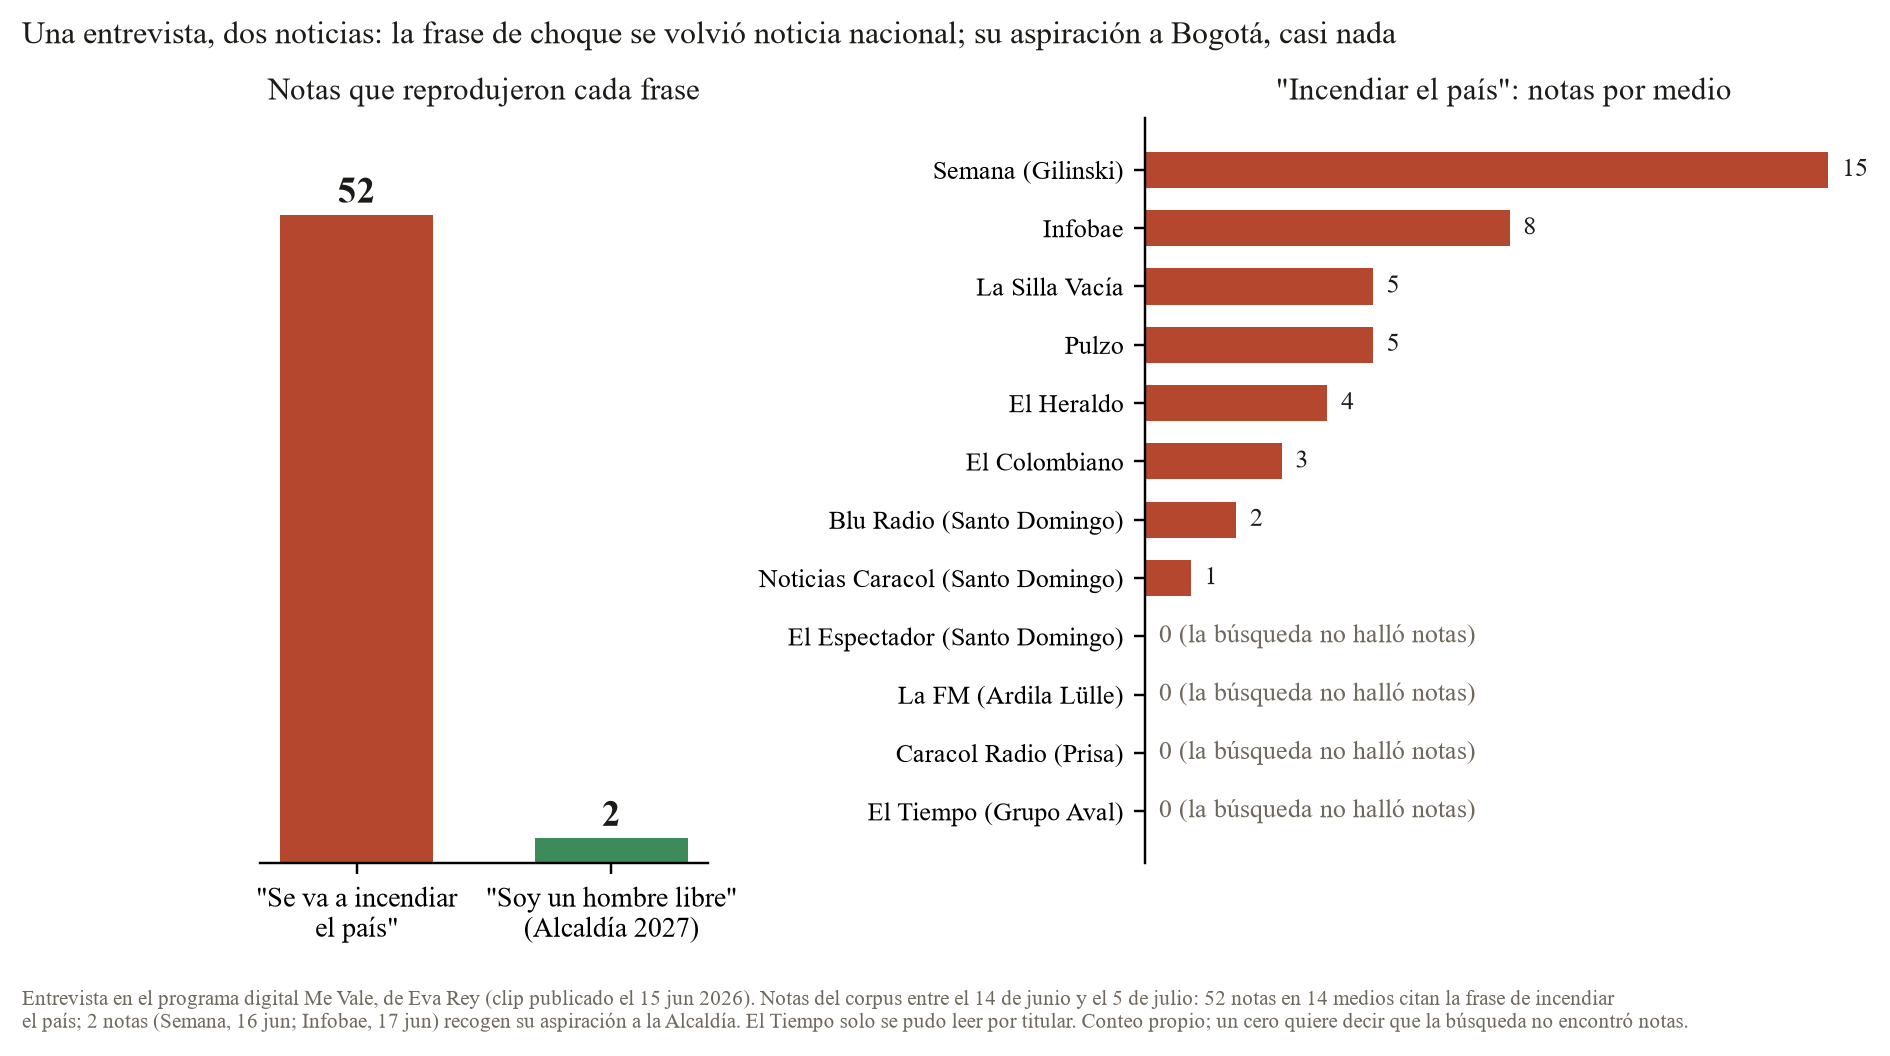 Una entrevista, dos noticias: la frase de choque se volvió noticia nacional; su aspiración a Bogotá, casi nada
Notas que reprodujeron cada frase
52
2
"Se va a incendiar
el país"
"Soy un hombre libre"
(Alcaldía 2027)
"Incendiar el país": notas por medio
Semana (Gilinski) 15
Infobae 8
La Silla Vacía 5
Pulzo 5
El Heraldo 4
El Colombiano 3
Blu Radio (Santo Domingo) 2
Noticias Caracol (Santo Domingo) 1
El Espectador (Santo Domingo) 0 (la búsqueda no halló notas)
La FM (Ardila Lülle) 0 (la búsqueda no halló notas)
Caracol Radio (Prisa) 0 (la búsqueda no halló notas)
El Tiempo (Grupo Aval) 0 (la búsqueda no halló notas)
Entrevista en el programa digital Me Vale, de Eva Rey (clip publicado el 15 jun 2026). Notas del corpus entre el 14 de junio y el 5 de julio: 52 notas en 14 medios citan la frase de incendiar
el país; 2 notas (Semana, 16 jun; Infobae, 17 jun) recogen su aspiración a la Alcaldía. El Tiempo solo se pudo leer por titular. Conteo propio; un cero quiere decir que la búsqueda no encontró notas.